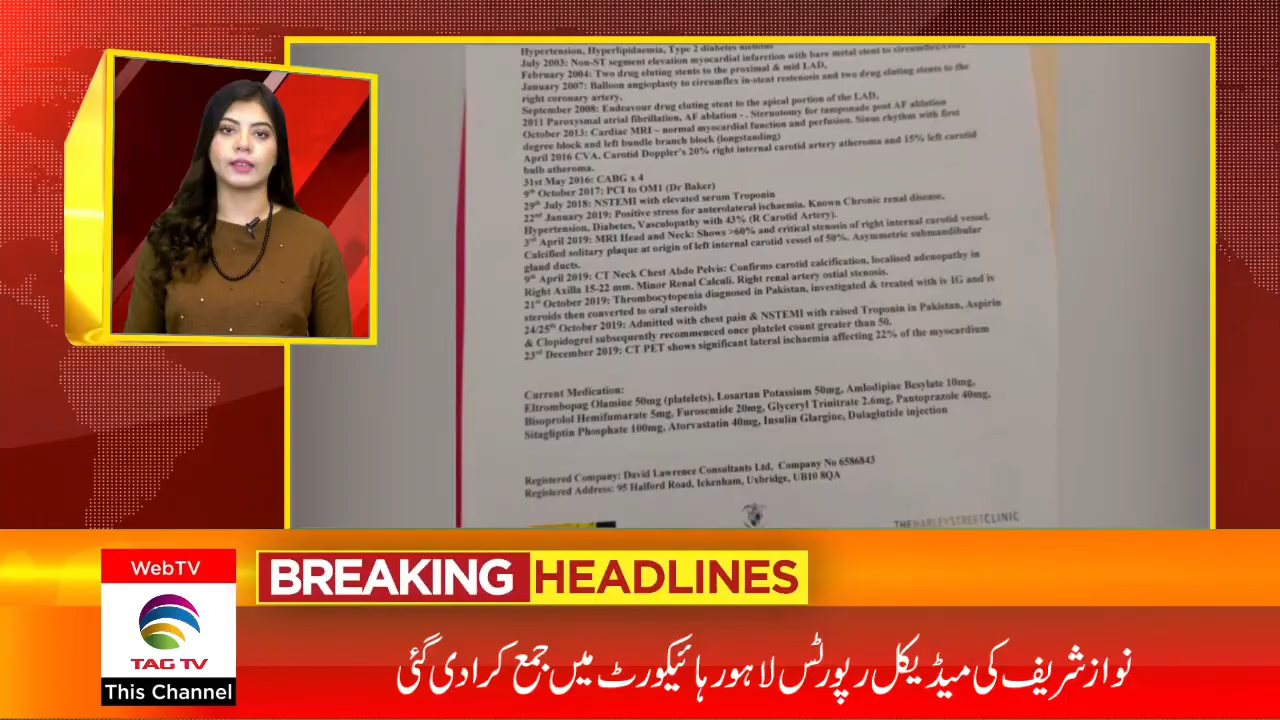 Hypertension, Hyperlipidaemia, Type 2 diabetes mellitus
July 2003: Non-ST segment elevation myocardial infarction with bare metal stent to circumflex/2002
February 2004: Two drug eluting stents to the proximal & mid LAD,
January 2007: Balloon angioplasty to circumflex in-stent restenosis and two drug eluting stents to the
right coronary artery,
September 2008: Endeavour drug eluting stent to the apical portion of the LAD,
2011 Paroxysmal atrial fibrillation, AF ablation - . Sternotomy for tamponade post AF ablation
October 2013: Cardiac MRI – normal myocardial function and perfusion. Sinus rhythm with first
degree block and left bundle branch block (longstanding)
April 2016 CVA. Carotid Doppler's 20% right internal carotid artery atheroma and 15% left carotid
bulb atheroma.
31st May 2016: CABG x 4
9th October 2017: PCI to OM1 (Dr Baker)
29th July 2018: NSTEMI with elevated serum Troponin
22nd January 2019: Positive stress for anterolateral ischaemia. Known Chronic renal disease,
Hypertension, Diabetes, Vasculopathy with 43% (R Carotid Artery).
3rd April 2019: MRI Head and Neck: Shows >60% and critical stenosis of right internal carotid vessel.
Calcified solitary plaque at origin of left internal carotid vessel of 50%. Asymmetric submandibular
gland ducts.
9th April 2019: CT Neck Chest Abdo Pelvis: Confirms carotid calcification, localised adenopathy in
Right Axilla 15-22 mm. Minor Renal Calculi. Right renal artery ostial stenosis.
21st October 2019: Thrombocytopenia diagnosed in Pakistan, investigated & treated with is IG and is
steroids then converted to oral steroids
24/25th October 2019: Admitted with chest pain & NSTEMI with raised Troponin in Pakistan, Aspirin
& Clopidogrel subsequently recommenced once platelet count greater than 50,
23rd December 2019: CT PET shows significant lateral ischaemia affecting 22% of the myocardium
Current Medication:
Eltrombopag Olamine 50mg (platelets), Losartan Potassium 50mg, Amlodipine Besylate 10mg,
Bisoprolol Hemifumarate 5mg, Furosemide 20mg, Glyceryl Trinitrate 2.6mg, Pantoprazole 40mg,
Sitagliptin Phosphate 100mg, Atorvastatin 40mg, Insulin Glargine, Dulaglutide injection
Registered Company: David Lawrence Consultants Ltd, Company No 6586843
Registered Address: 95 Halford Road, Ickenham, Uxbridge, UB10 8QA
THE HARLEY STREET CLINIC
WebTV
TAG TV
This Channel
BREAKING HEADLINES
نواز شریف کی میڈیکل رپورٹس لاہور ہائیکورٹ میں جمع کرا دی گئی